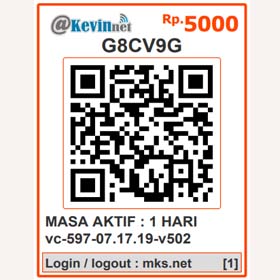 @Kevinnet
Rp.5000
G8CV9G
MASA AKTIF : 1 HARI
vc-597-07.17.19-v502
Login / logout : mks.net [1]